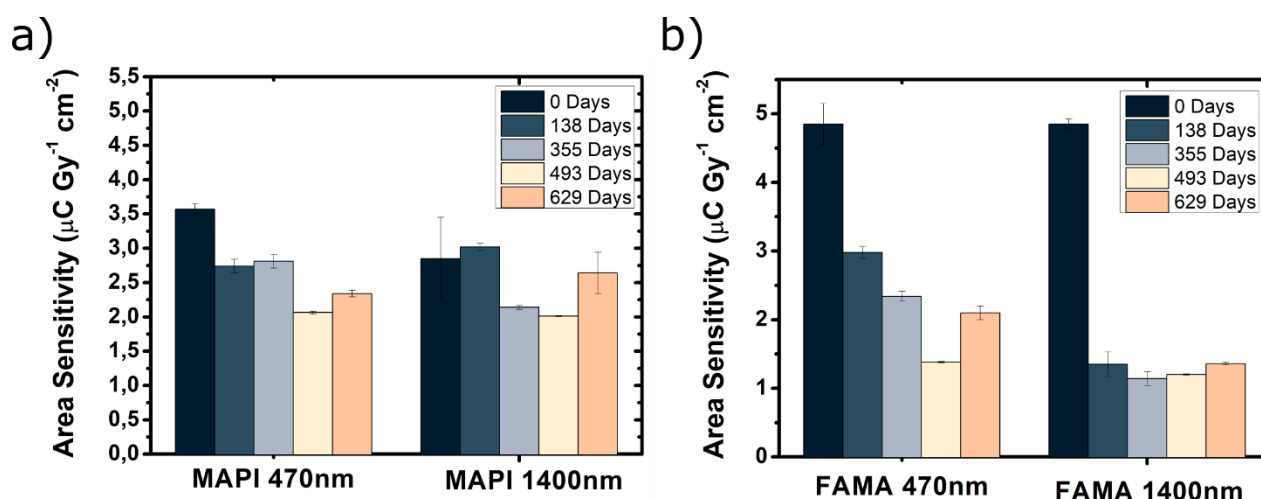 a)
Area Sensitivity (µC Gy⁻¹ cm⁻²)
5,5
5,0
4,5
4,0
3,5
3,0
2,5
2,0
1,5
1,0
0,5
0,0
0 Days
138 Days
355 Days
493 Days
629 Days
MAPI 470nm MAPI 1400nm
b)
Area Sensitivity (µC Gy⁻¹ cm⁻²)
5
4
3
2
1
0
0 Days
138 Days
355 Days
493 Days
629 Days
FAMA 470nm FAMA 1400nm